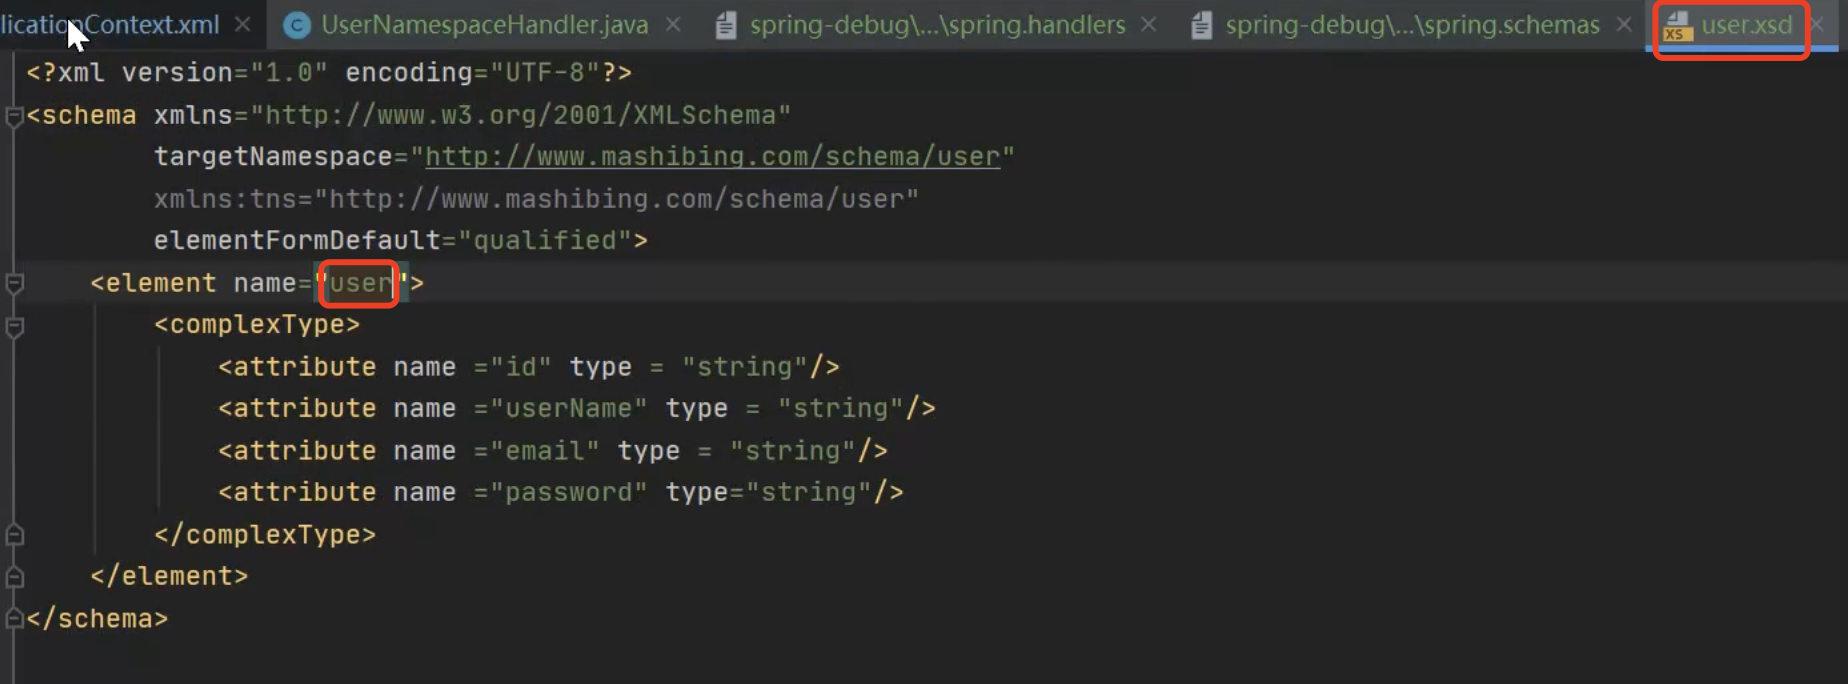 licationContext.xml UserNamespaceHandler.java spring-debug\...\spring.handlers spring-debug\...\spring.schemas XS user.xsd
<?xml version="1.0" encoding="UTF-8"?>
<schema xmlns="http://www.w3.org/2001/XMLSchema"
targetNamespace="http://www.mashibing.com/schema/user"
xmlns:tns="http://www.mashibing.com/schema/user"
elementFormDefault="qualified">
<element name="user">
<complexType>
<attribute name ="id" type = "string"/>
<attribute name ="userName" type = "string"/>
<attribute name ="email" type = "string"/>
<attribute name ="password" type="string"/>
</complexType>
</element>
</schema>